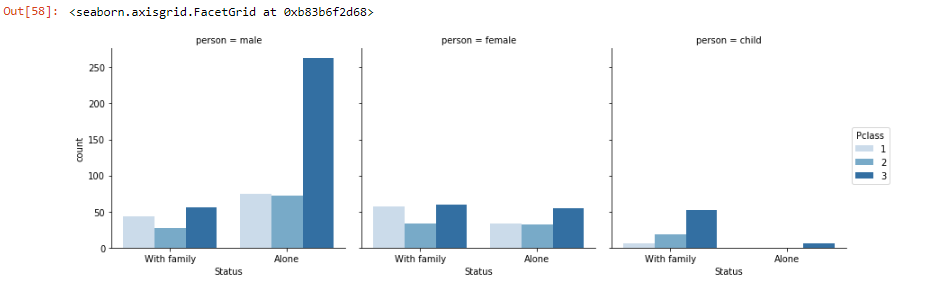 Out[58]: <seaborn.axisgrid.FacetGrid at 0xb83b6f2d68>
person = male
person = female
person = child
250
200
150
100
50
0
count
With family
Alone
Status
With family
Alone
Status
With family
Alone
Status
Pclass
1
2
3